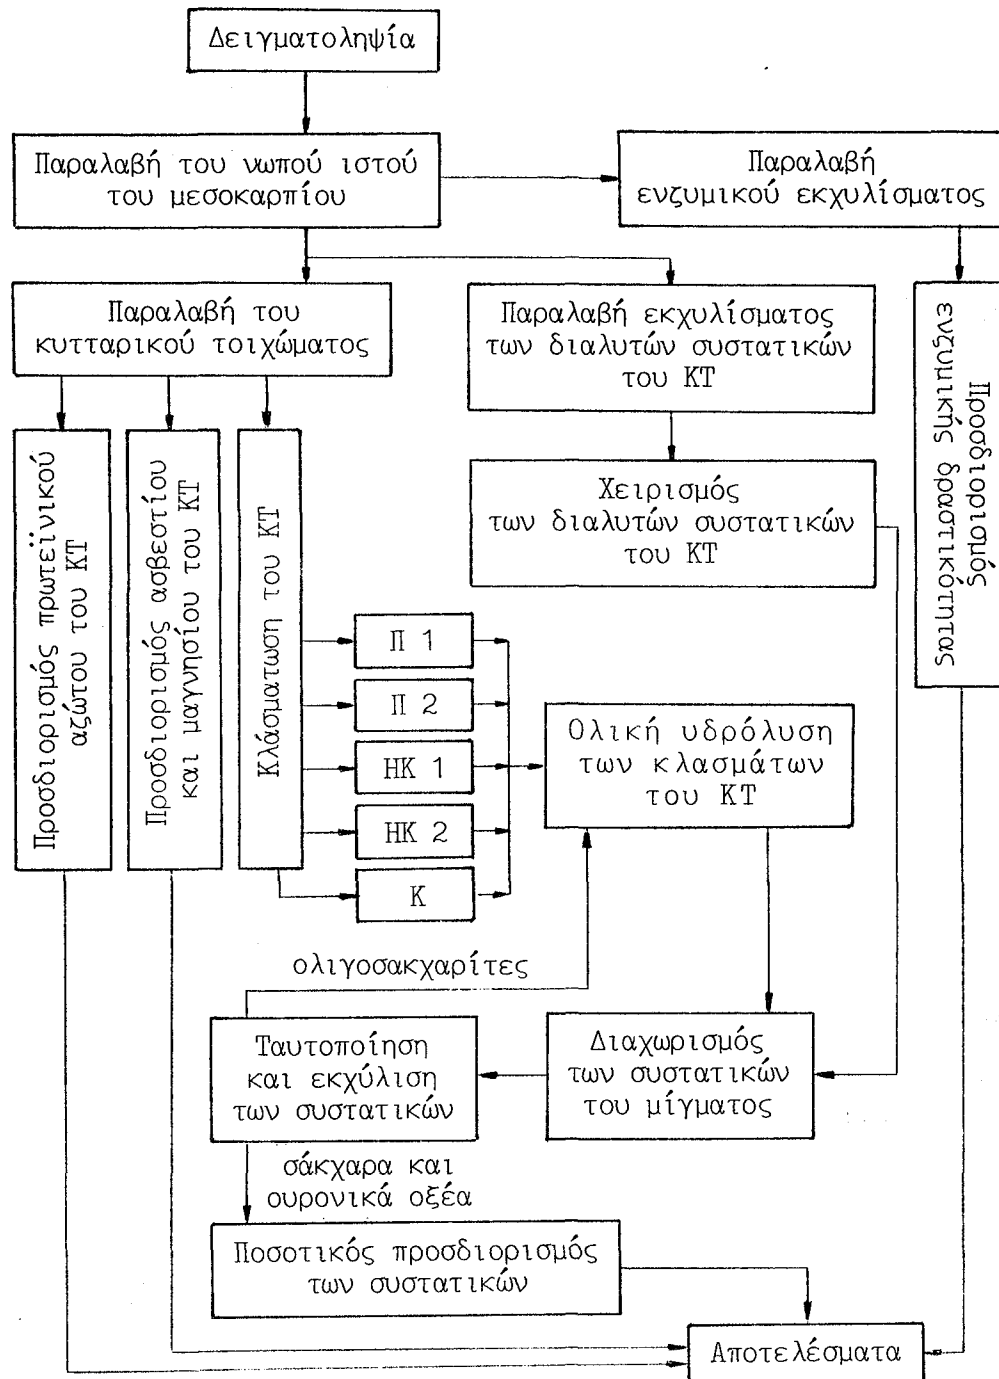 Δειγματοληψία
Παραλαβή του νωπού ιστού
του μεσοκαρπίου
Παραλαβή
ενζυμικού εκχυλίσματος
Παραλαβή του
κυτταρικού τοιχώματος
Παραλαβή εκχυλίσματος
των διαλυτών συστατικών
του ΚΤ
Προσδιορισμός
ενζυμικής δραστικότητας
Προσδιορισμός πρωτεϊνικού
αζώτου του ΚΤ
Προσδιορισμός ασβεστίου
και μαγνησίου του ΚΤ
Κλάσματωση του ΚΤ
Χειρισμός
των διαλυτών συστατικών
του ΚΤ
Π 1
Π 2
ΗΚ 1
ΗΚ 2
Κ
Ολική υδρόλυση
των κλασμάτων
του ΚΤ
ολιγοσακχαρίτες
Ταυτοποίηση
και εκχύλιση
των συστατικών
Διαχωρισμός
των συστατικών
του μίγματος
σάκχαρα και
ουρονικά οξέα
Ποσοτικός προσδιορισμός
των συστατικών
Αποτελέσματα